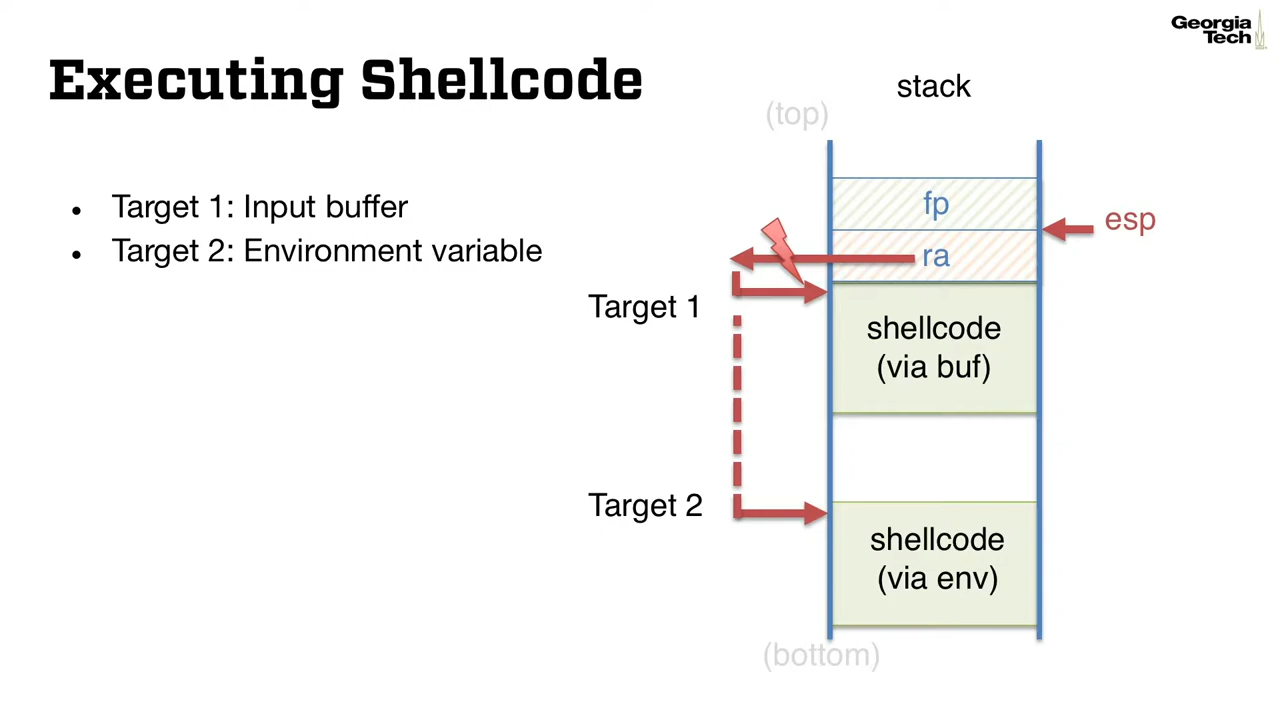 Georgia
Tech
Executing Shellcode
stack
(top)
• Target 1: Input buffer
• Target 2: Environment variable
fp
esp
ra
Target 1
shellcode
(via buf)
Target 2
shellcode
(via env)
(bottom)